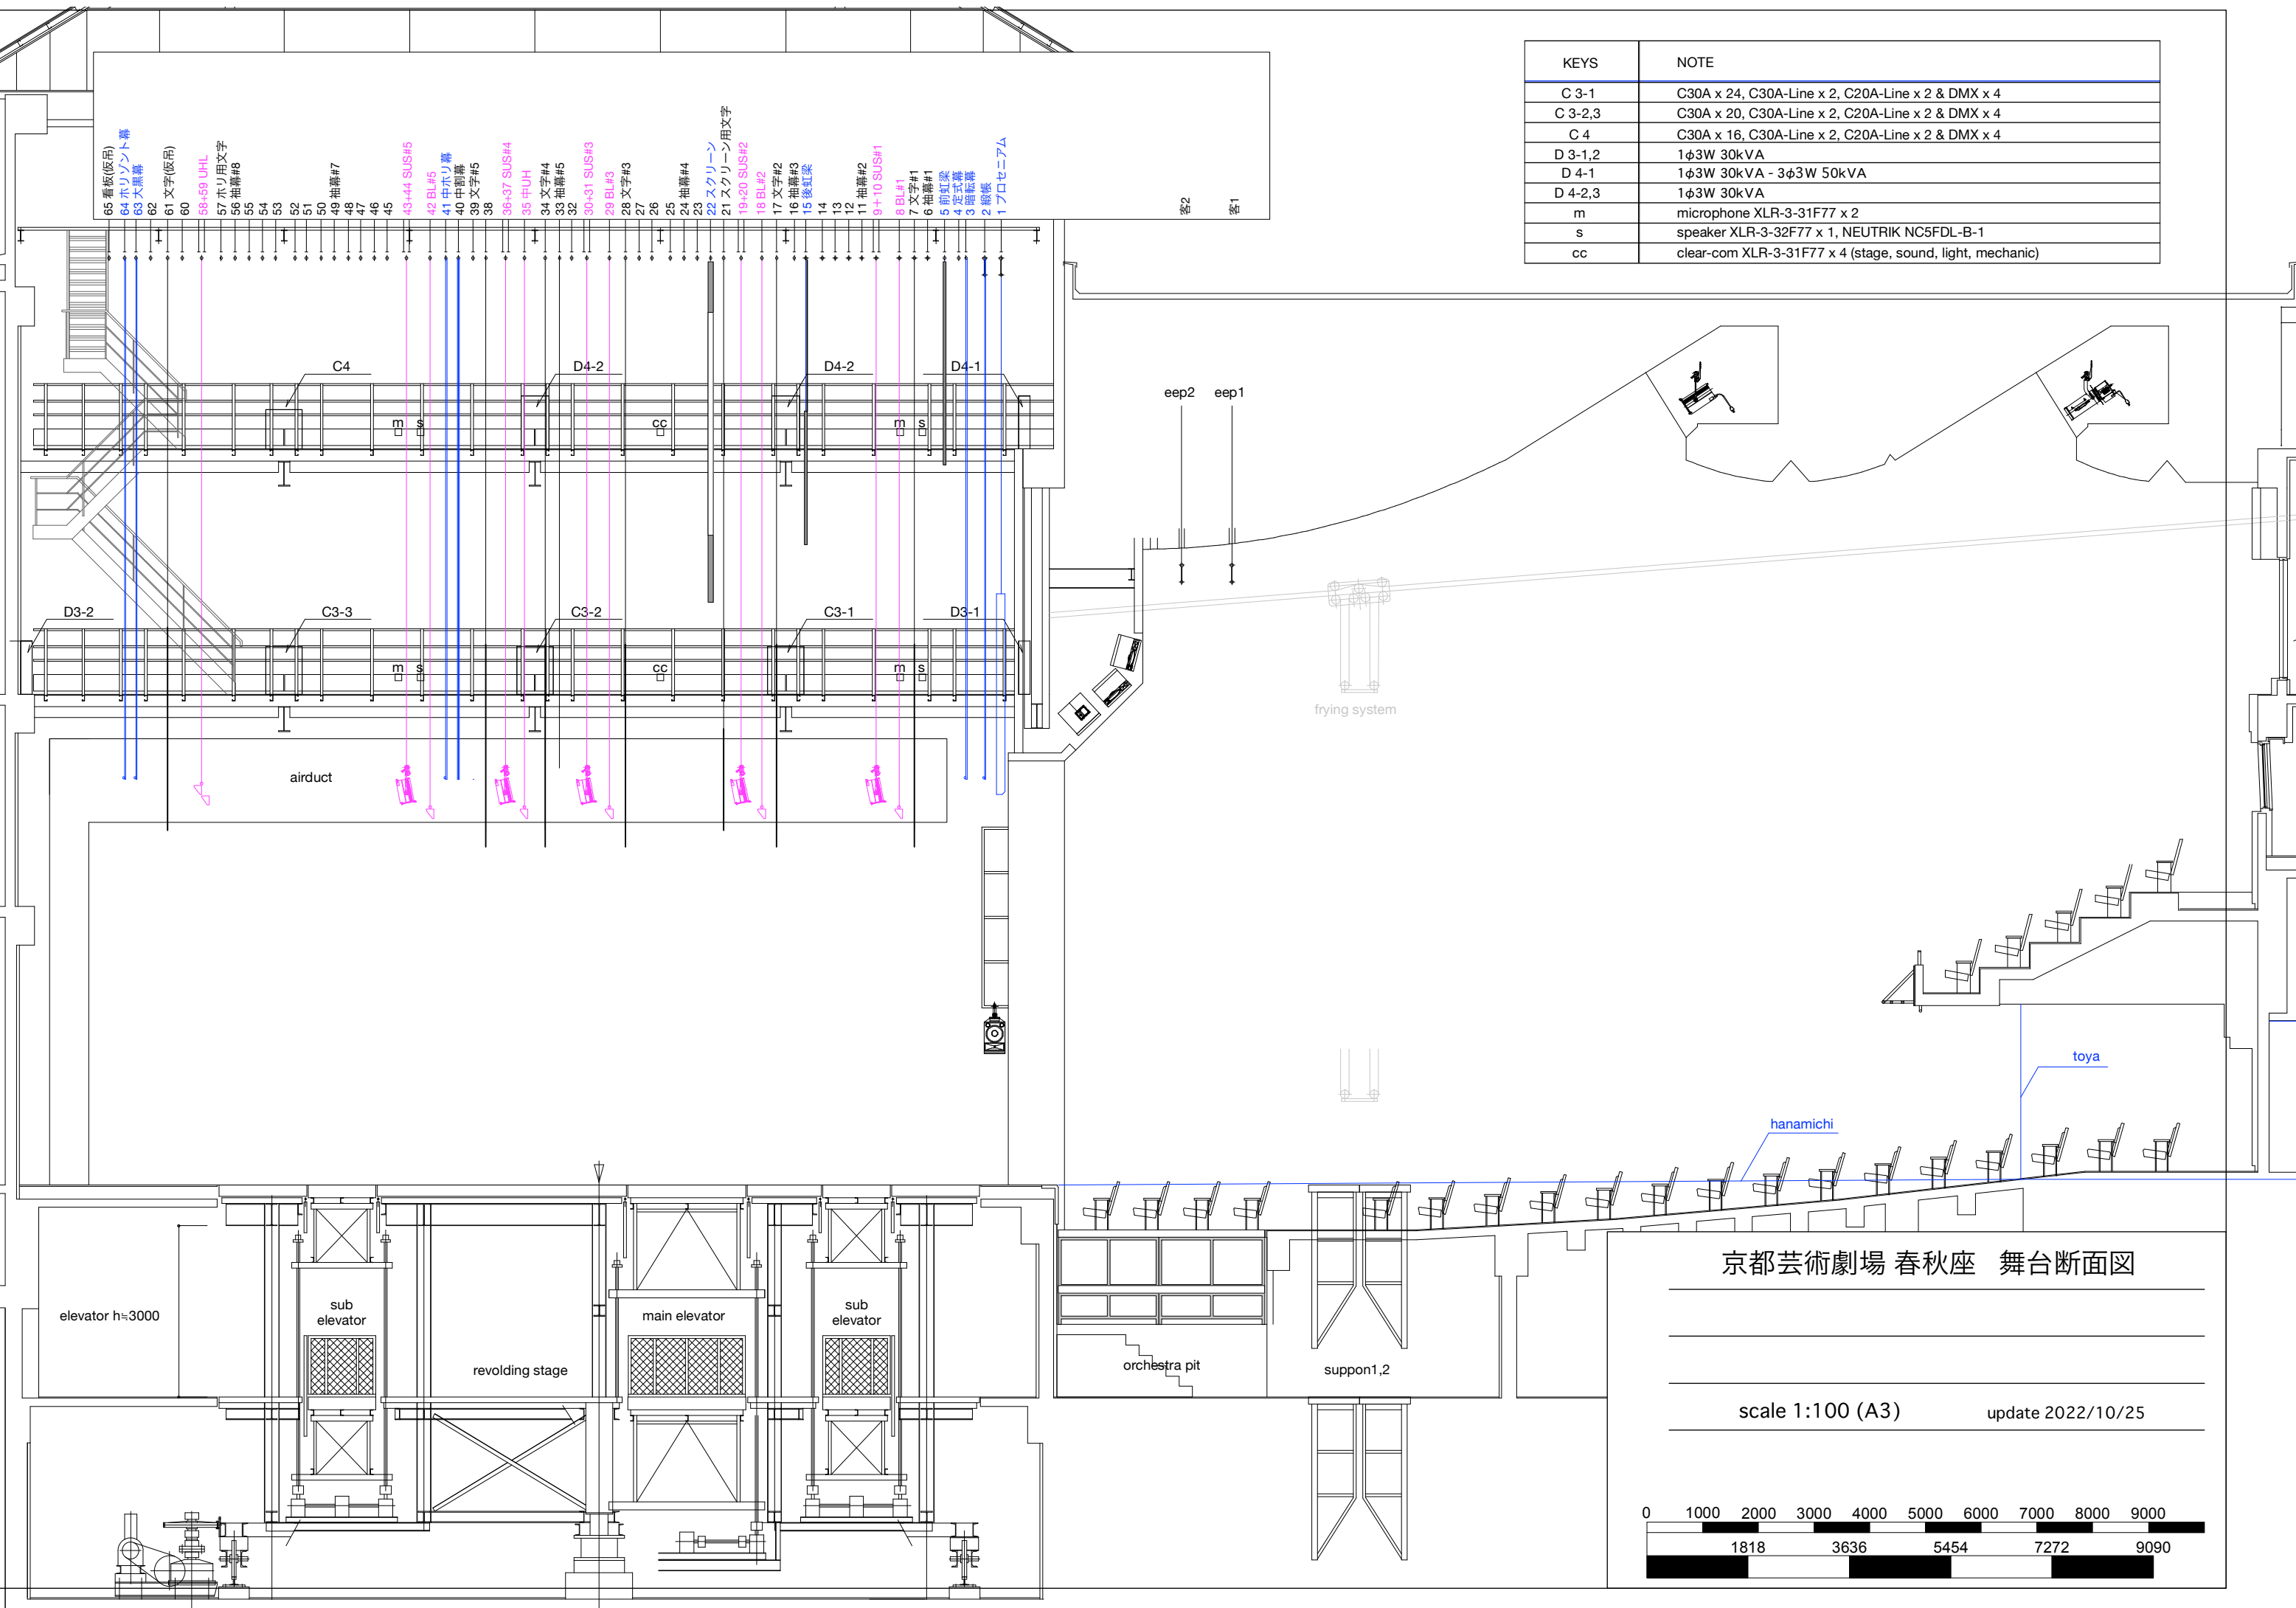 KEYS NOTE
C 3-1 C30A x 24, C30A-Line x 2, C20A-Line x 2 & DMX x 4
C 3-2,3 C30A x 20, C30A-Line x 2, C20A-Line x 2 & DMX x 4
C 4 C30A x 16, C30A-Line x 2, C20A-Line x 2 & DMX x 4
D 3-1,2 1φ3W 30kVA
D 4-1 1φ3W 30kVA - 3φ3W 50kVA
D 4-2,3 1φ3W 30kVA
m microphone XLR-3-31F77 x 2
s speaker XLR-3-32F77 x 1, NEUTRIK NC5FDL-B-1
cc clear-com XLR-3-31F77 x 4 (stage, sound, light, mechanic)
65 看板(仮吊)
64 ホリゾント幕
63 大黒幕
62
61 文字(仮吊)
60
58+59 UHL
57 ホリ用文字
56 袖幕#8
55
54
53
52
51
50
49 袖幕#7
48
47
46
45
43+44 SUS#5
42 BL#5
41 中ホリ幕
40 中割幕
39 文字#5
38
36+37 SUS#4
35 中UH
34 文字#4
33 袖幕#5
32
30+31 SUS#3
29 BL#3
28 文字#3
27
26
25
24 袖幕#4
23
22 スクリーン
21 スクリーン用文字
19+20 SUS#2
18 BL#2
17 文字#2
16 袖幕#3
15 後虹梁
14
13
12
11 袖幕#2
9+10 SUS#1
8 BL#1
7 文字#1
6 袖幕#1
5 前虹梁
4 定式幕
3 暗転幕
2 緞帳
1 プロセニアム
客2
客1
C4
D4-2
D4-2
D4-1
m s cc m s
eep2 eep1
D3-2
C3-3
C3-2
C3-1
D3-1
m s cc m s
frying system
airduct
toya
hanamichi
elevator h≒3000
sub
elevator
revolding stage
main elevator
sub
elevator
orchestra pit
suppon1,2
京都芸術劇場 春秋座 舞台断面図
scale 1:100 (A3) update 2022/10/25
0 1000 2000 3000 4000 5000 6000 7000 8000 9000
1818 3636 5454 7272 9090